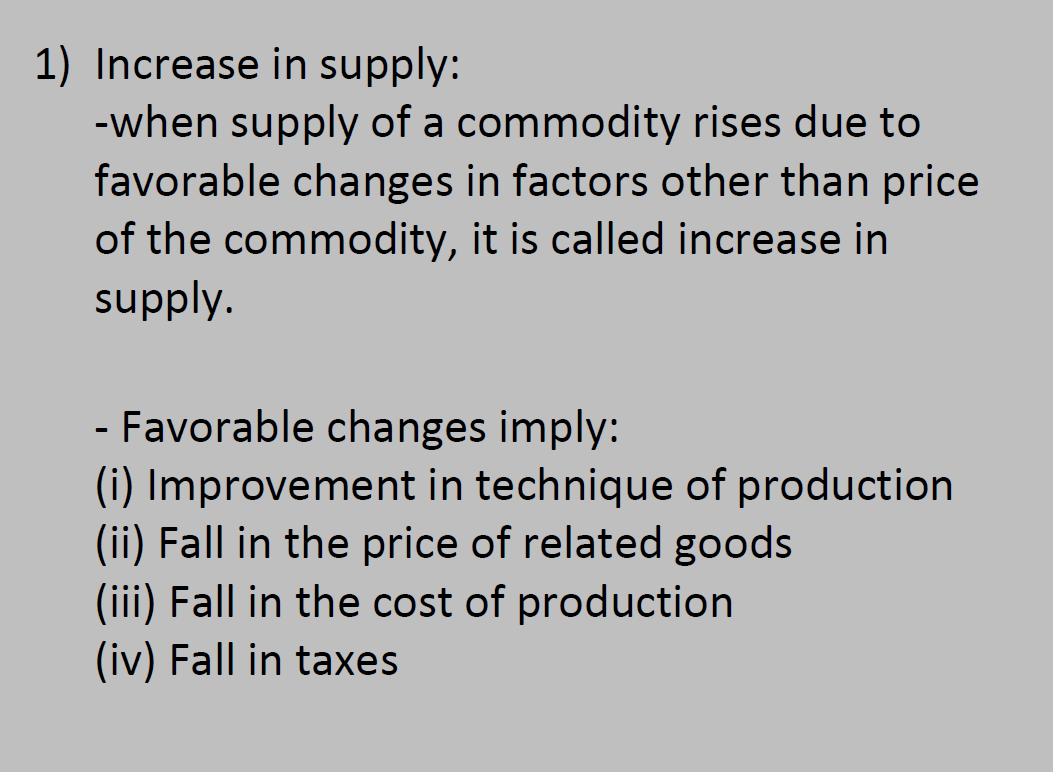 1) Increase in supply:
-when supply of a commodity rises due to
favorable changes in factors other than price
of the commodity, it is called increase in
supply.
- Favorable changes imply:
(i) Improvement in technique of production
(ii) Fall in the price of related goods
(iii) Fall in the cost of production
(iv) Fall in taxes